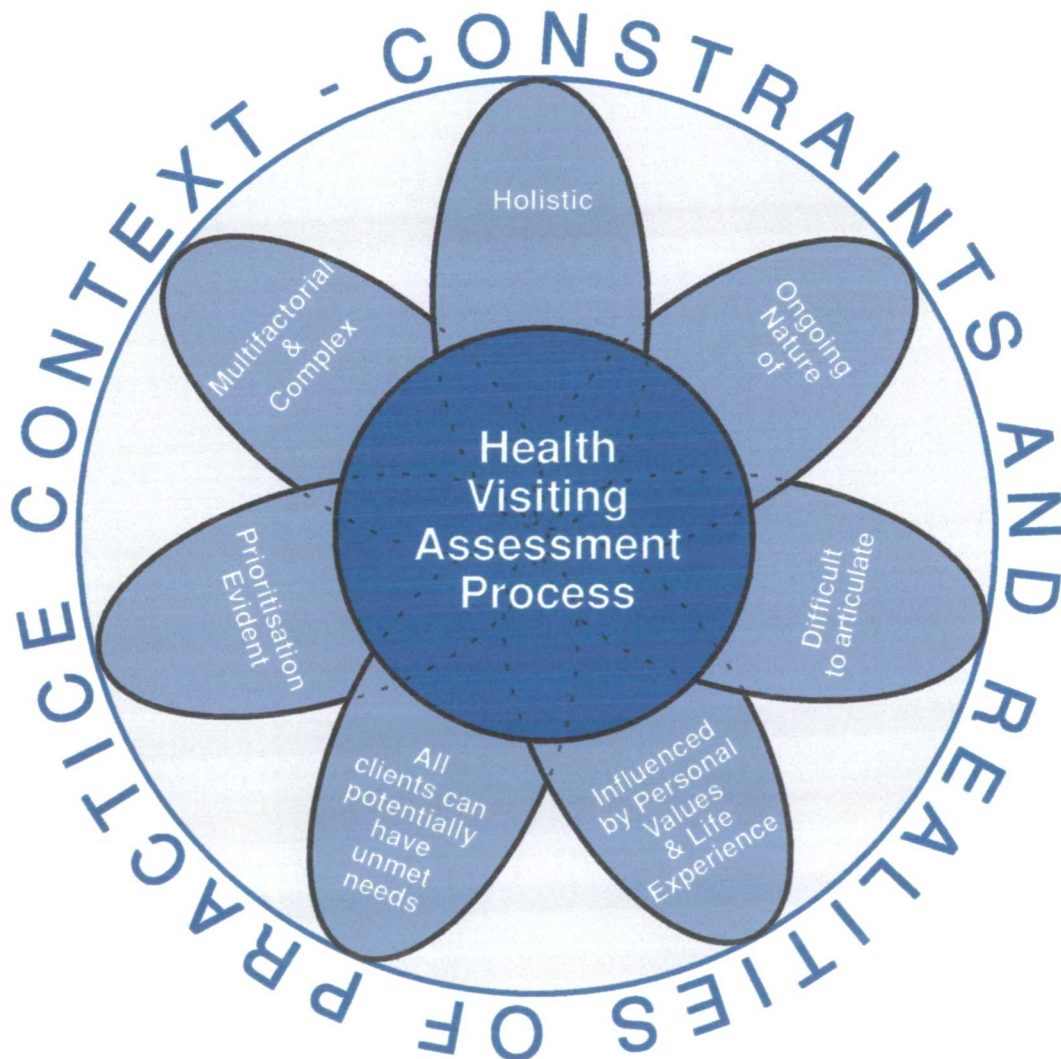 PRACTICE CONTEXT - CONSTRAINTS AND REALITIES OF
Holistic
Ongoing
Nature
of
Difficult
to articulate
Influenced
by Personal
Values
& Life
Experience
All
clients can
potentially
have
unmet
needs
Prioritisation
Evident
Multifactorial
&
Complex
Health
Visiting
Assessment
Process